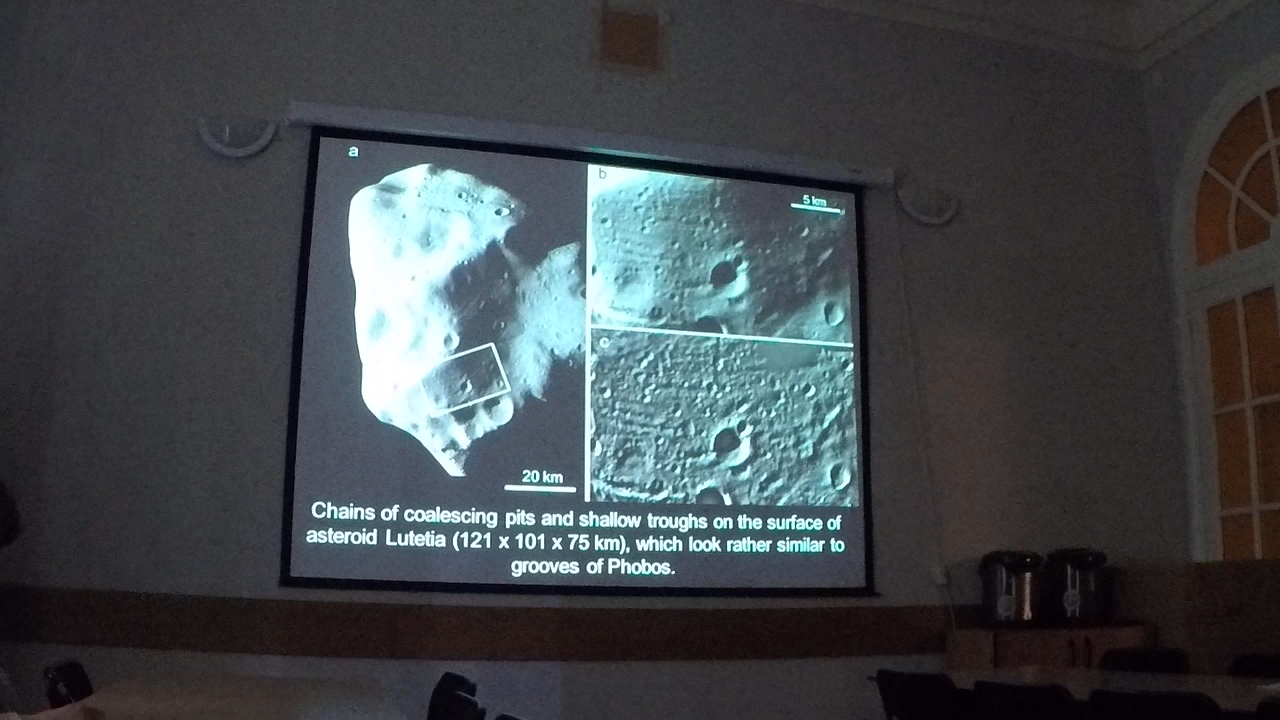 a
b
5 km
c
20 km
Chains of coalescing pits and shallow troughs on the surface of
asteroid Lutetia (121 x 101 x 75 km), which look rather similar to
grooves of Phobos.